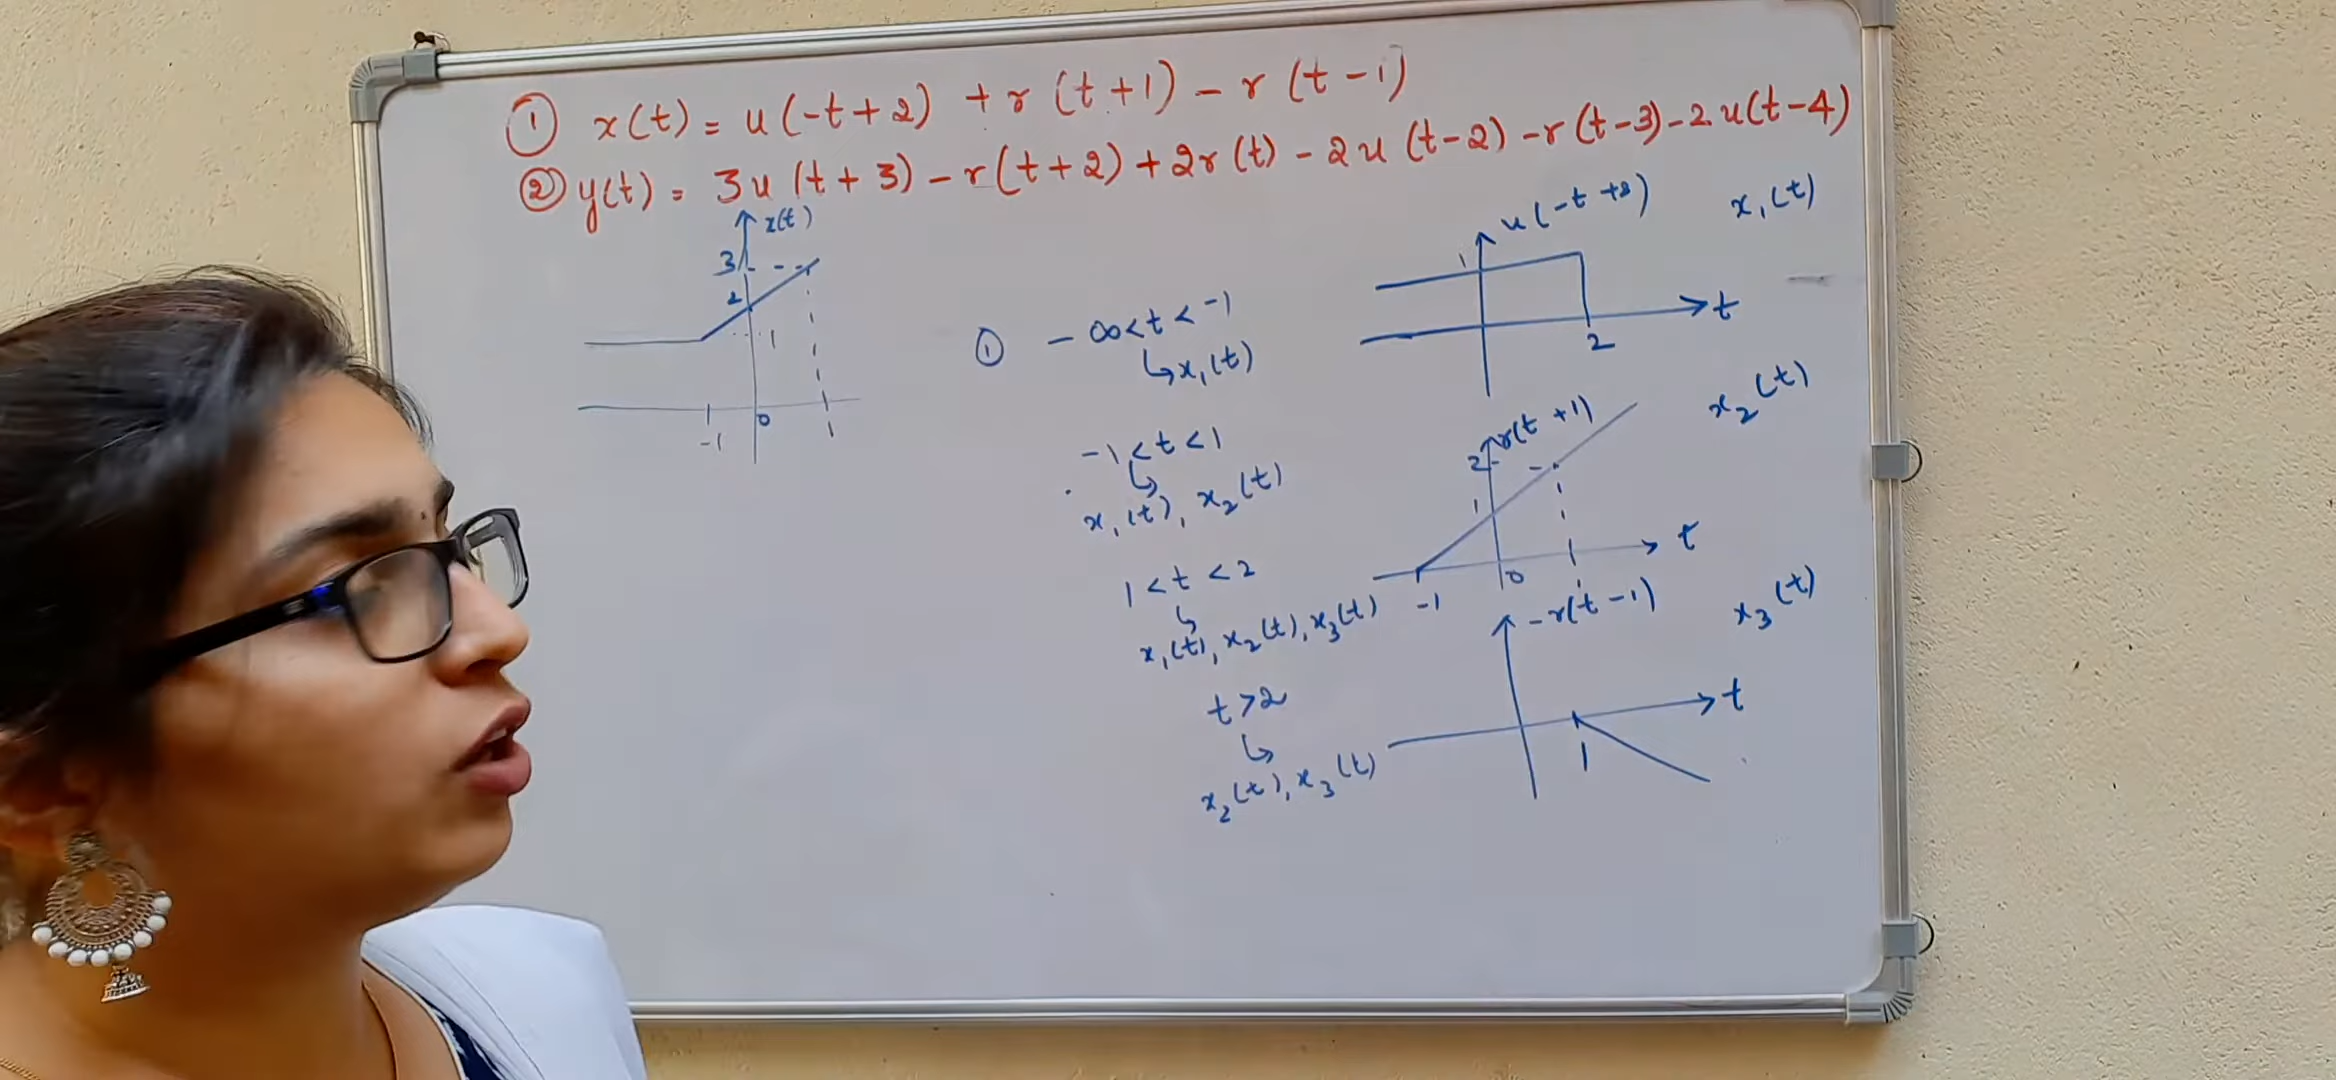 ① x(t) = u(-t+2) + r(t+1) - r(t-1)
② y(t) = 3u(t+3) - r(t+2) + 2r(t) - 2u(t-2) - r(t-3) - 2u(t-4)
x(t)
3
2
1
-1 0 1
① -∞<t<-1
↳x₁(t)
-1<t<1
↳
x₁(t), x₂(t)
1<t<2
↳
x₁(t), x₂(t), x₃(t)
t>2
↳
x₂(t), x₃(t)
u(-t+2) x₁(t)
1
t
2
r(t+1) x₂(t)
2
1
t
-1 0 1
-r(t-1) x₃(t)
t
1